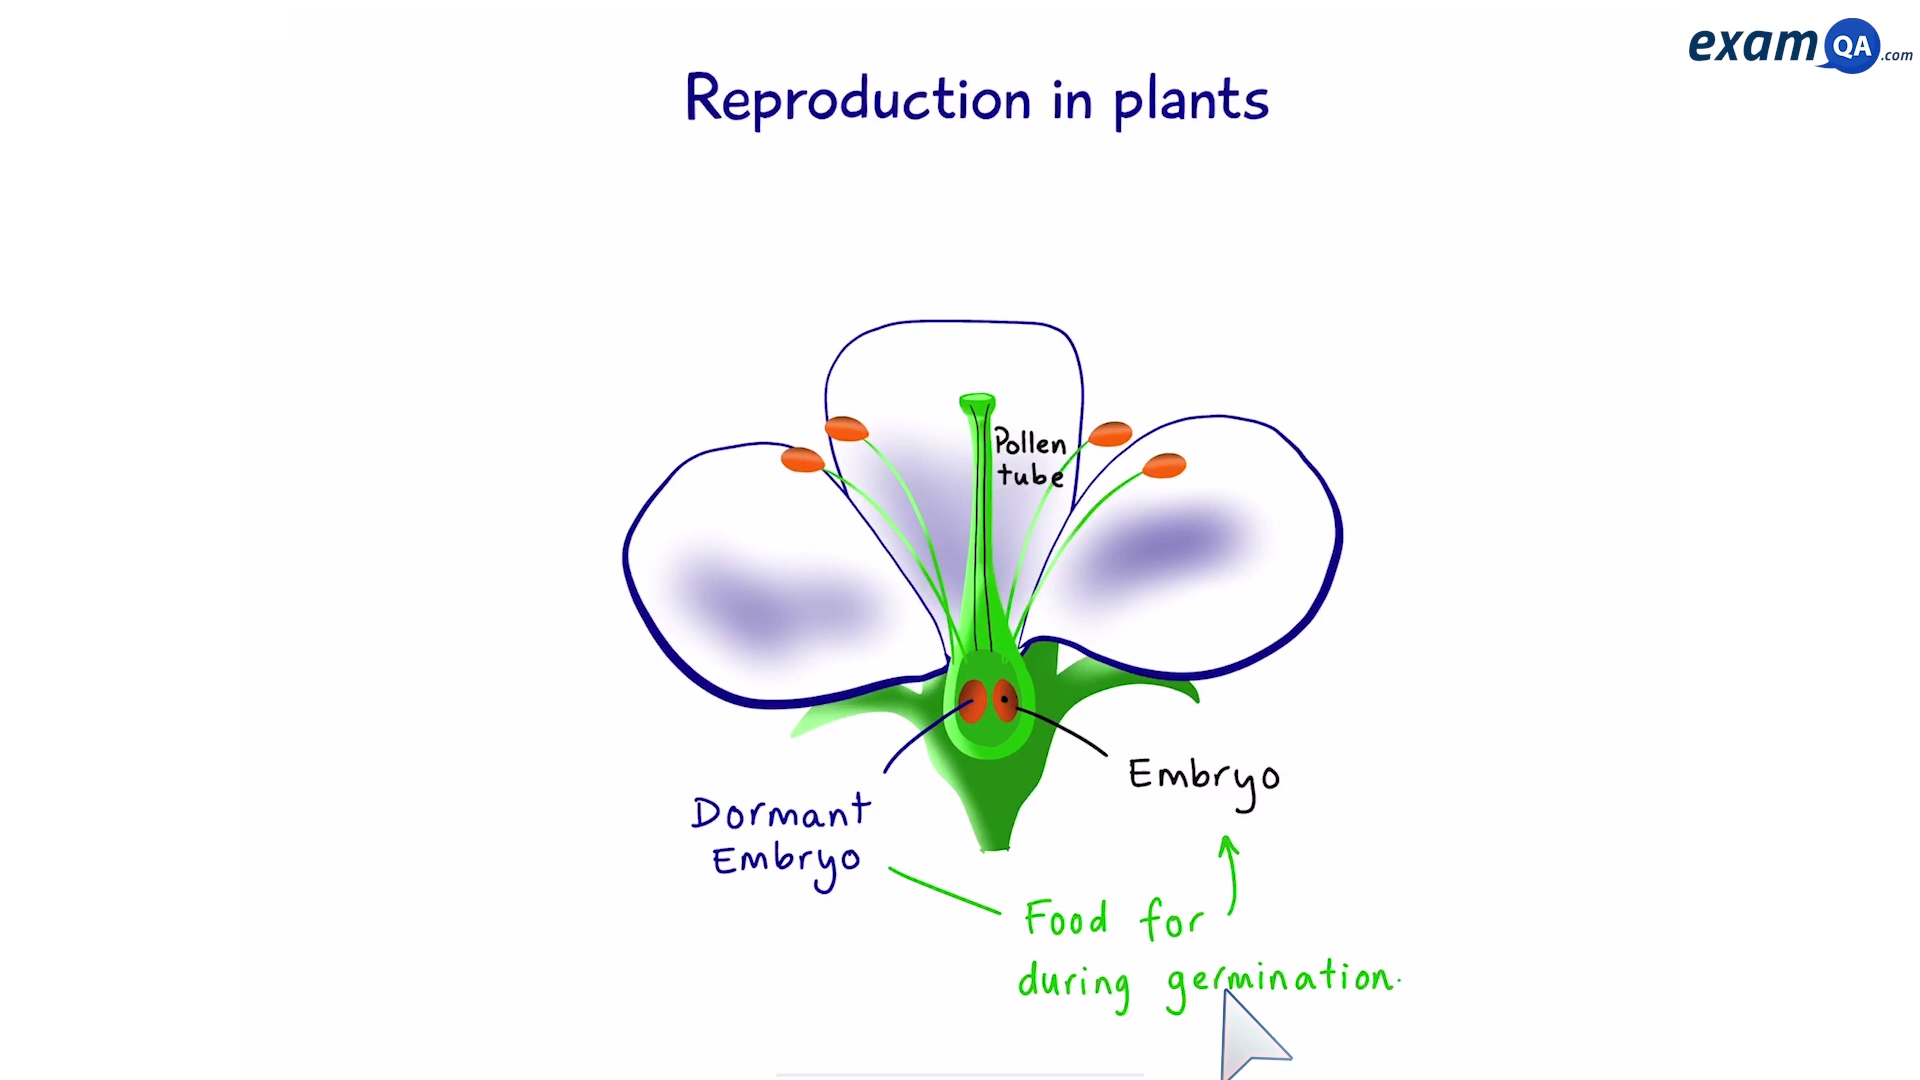 examQA.com
Reproduction in plants
Pollen
tube
Embryo
Dormant
Embryo
Food for
during germination.